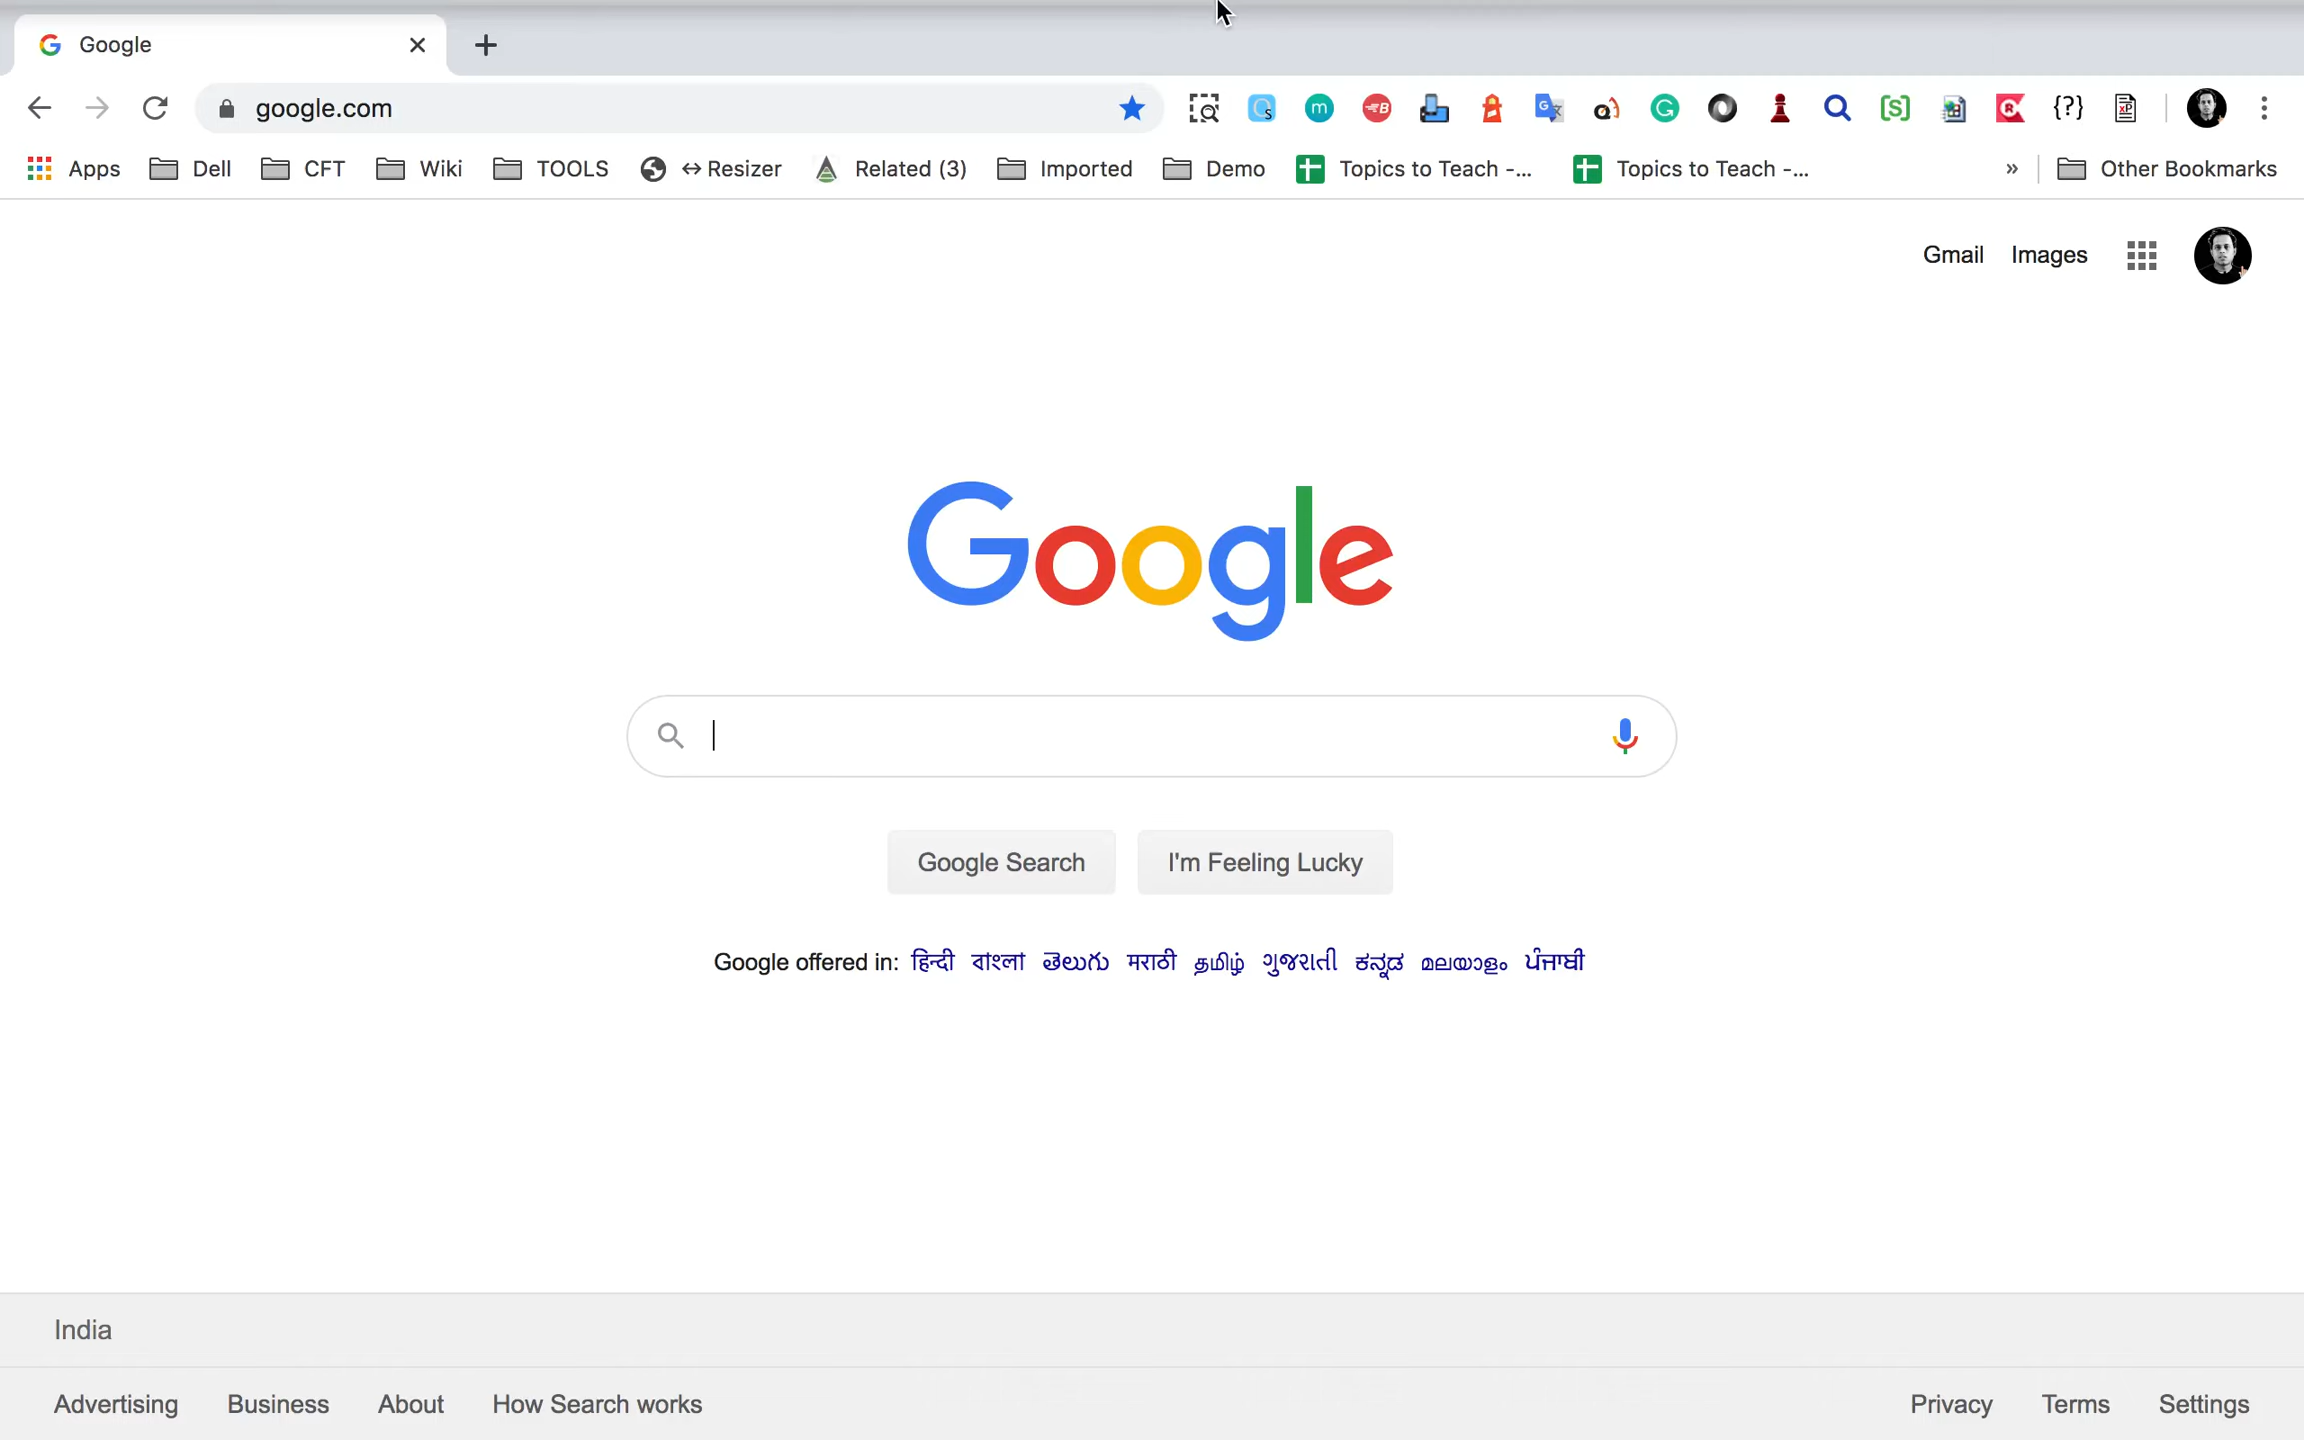 Google
google.com
Apps Dell CFT Wiki TOOLS ↔Resizer Related (3) Imported Demo Topics to Teach -... Topics to Teach -... » Other Bookmarks
Gmail Images
Google
Google Search I'm Feeling Lucky
Google offered in: हिन्दी বাংলা తెలుగు मराठी தமிழ் ગુજરાતી ಕನ್ನಡ മലയാളം ਪੰਜਾਬੀ
India
Advertising Business About How Search works Privacy Terms Settings